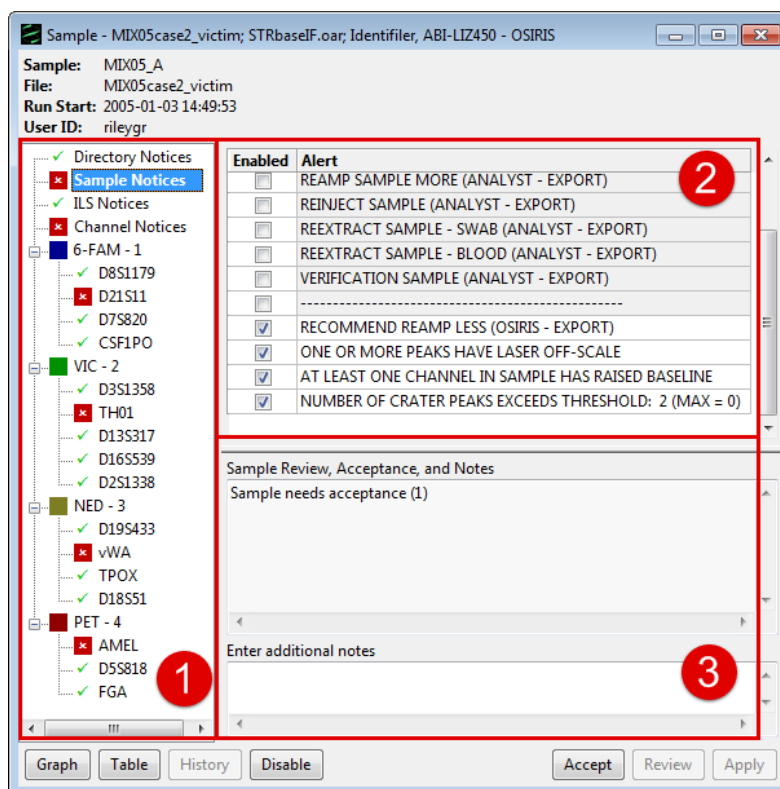 Sample - MIX05case2_victim; STRbaseIF.oar; Identifiler, ABI-LIZ450 - OSIRIS
Sample: MIX05_A
File: MIX05case2_victim
Run Start: 2005-01-03 14:49:53
User ID: rileygr
Directory Notices
Sample Notices
ILS Notices
Channel Notices
6-FAM - 1
D8S1179
D21S11
D7S820
CSF1PO
VIC - 2
D3S1358
TH01
D13S317
D16S539
D2S1338
NED - 3
D19S433
vWA
TPOX
D18S51
PET - 4
AMEL
D5S818
FGA
1
Enabled Alert
2
REAMP SAMPLE MORE (ANALYST - EXPORT)
REINJECT SAMPLE (ANALYST - EXPORT)
REEXTRACT SAMPLE - SWAB (ANALYST - EXPORT)
REEXTRACT SAMPLE - BLOOD (ANALYST - EXPORT)
VERIFICATION SAMPLE (ANALYST - EXPORT)
--------------------------------------------------
RECOMMEND REAMP LESS (OSIRIS - EXPORT)
ONE OR MORE PEAKS HAVE LASER OFF-SCALE
AT LEAST ONE CHANNEL IN SAMPLE HAS RAISED BASELINE
NUMBER OF CRATER PEAKS EXCEEDS THRESHOLD: 2 (MAX = 0)
Sample Review, Acceptance, and Notes
Sample needs acceptance (1)
Enter additional notes
3
Graph Table History Disable Accept Review Apply